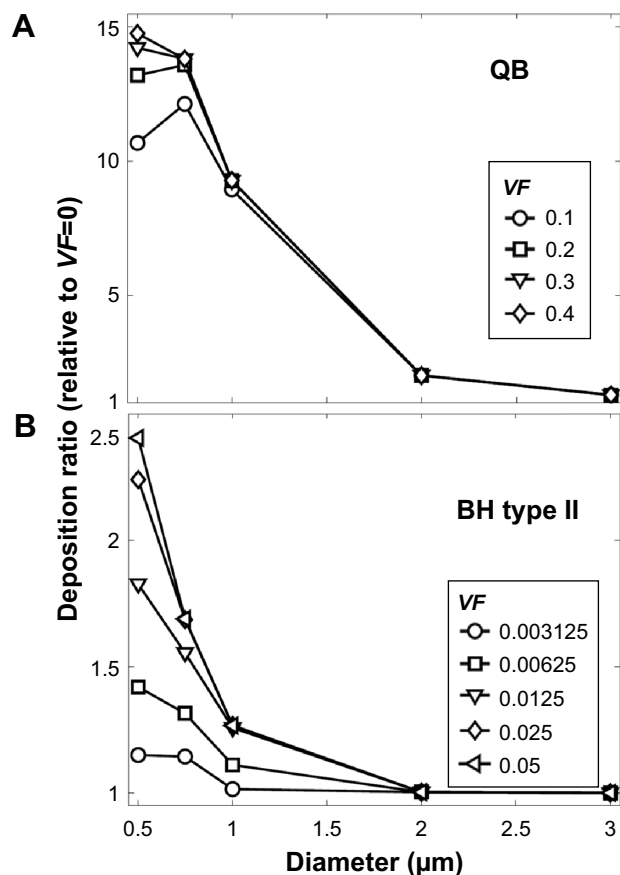 A
15
10
5
1
QB
VF
0.1
0.2
0.3
0.4
Deposition ratio (relative to VF=0)
B
2.5
2
1.5
1
BH type II
VF
0.003125
0.00625
0.0125
0.025
0.05
0.5 1 1.5 2 2.5 3
Diameter (µm)